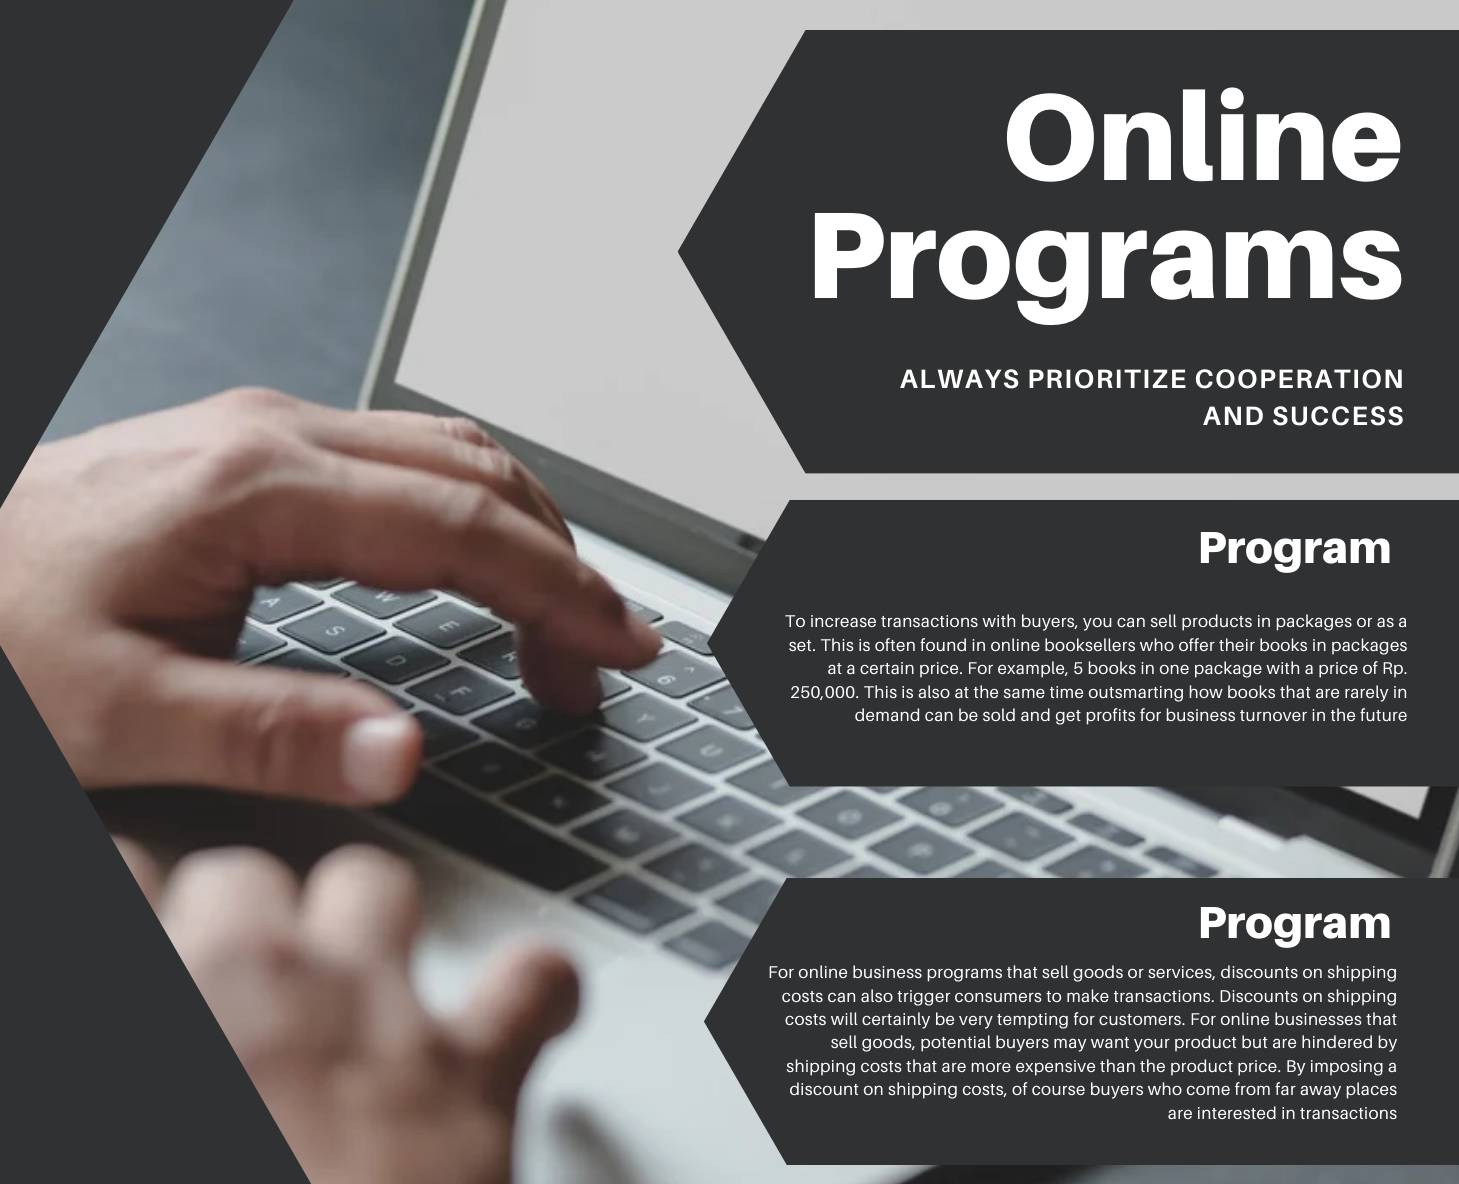 Online
Programs
ALWAYS PRIORITIZE COOPERATION
AND SUCCESS
Program
To increase transactions with buyers, you can sell products in packages or as a
set. This is often found in online booksellers who offer their books in packages
at a certain price. For example, 5 books in one package with a price of Rp.
250,000. This is also at the same time outsmarting how books that are rarely in
demand can be sold and get profits for business turnover in the future
Program
For online business programs that sell goods or services, discounts on shipping
costs can also trigger consumers to make transactions. Discounts on shipping
costs will certainly be very tempting for customers. For online businesses that
sell goods, potential buyers may want your product but are hindered by
shipping costs that are more expensive than the product price. By imposing a
discount on shipping costs, of course buyers who come from far away places
are interested in transactions